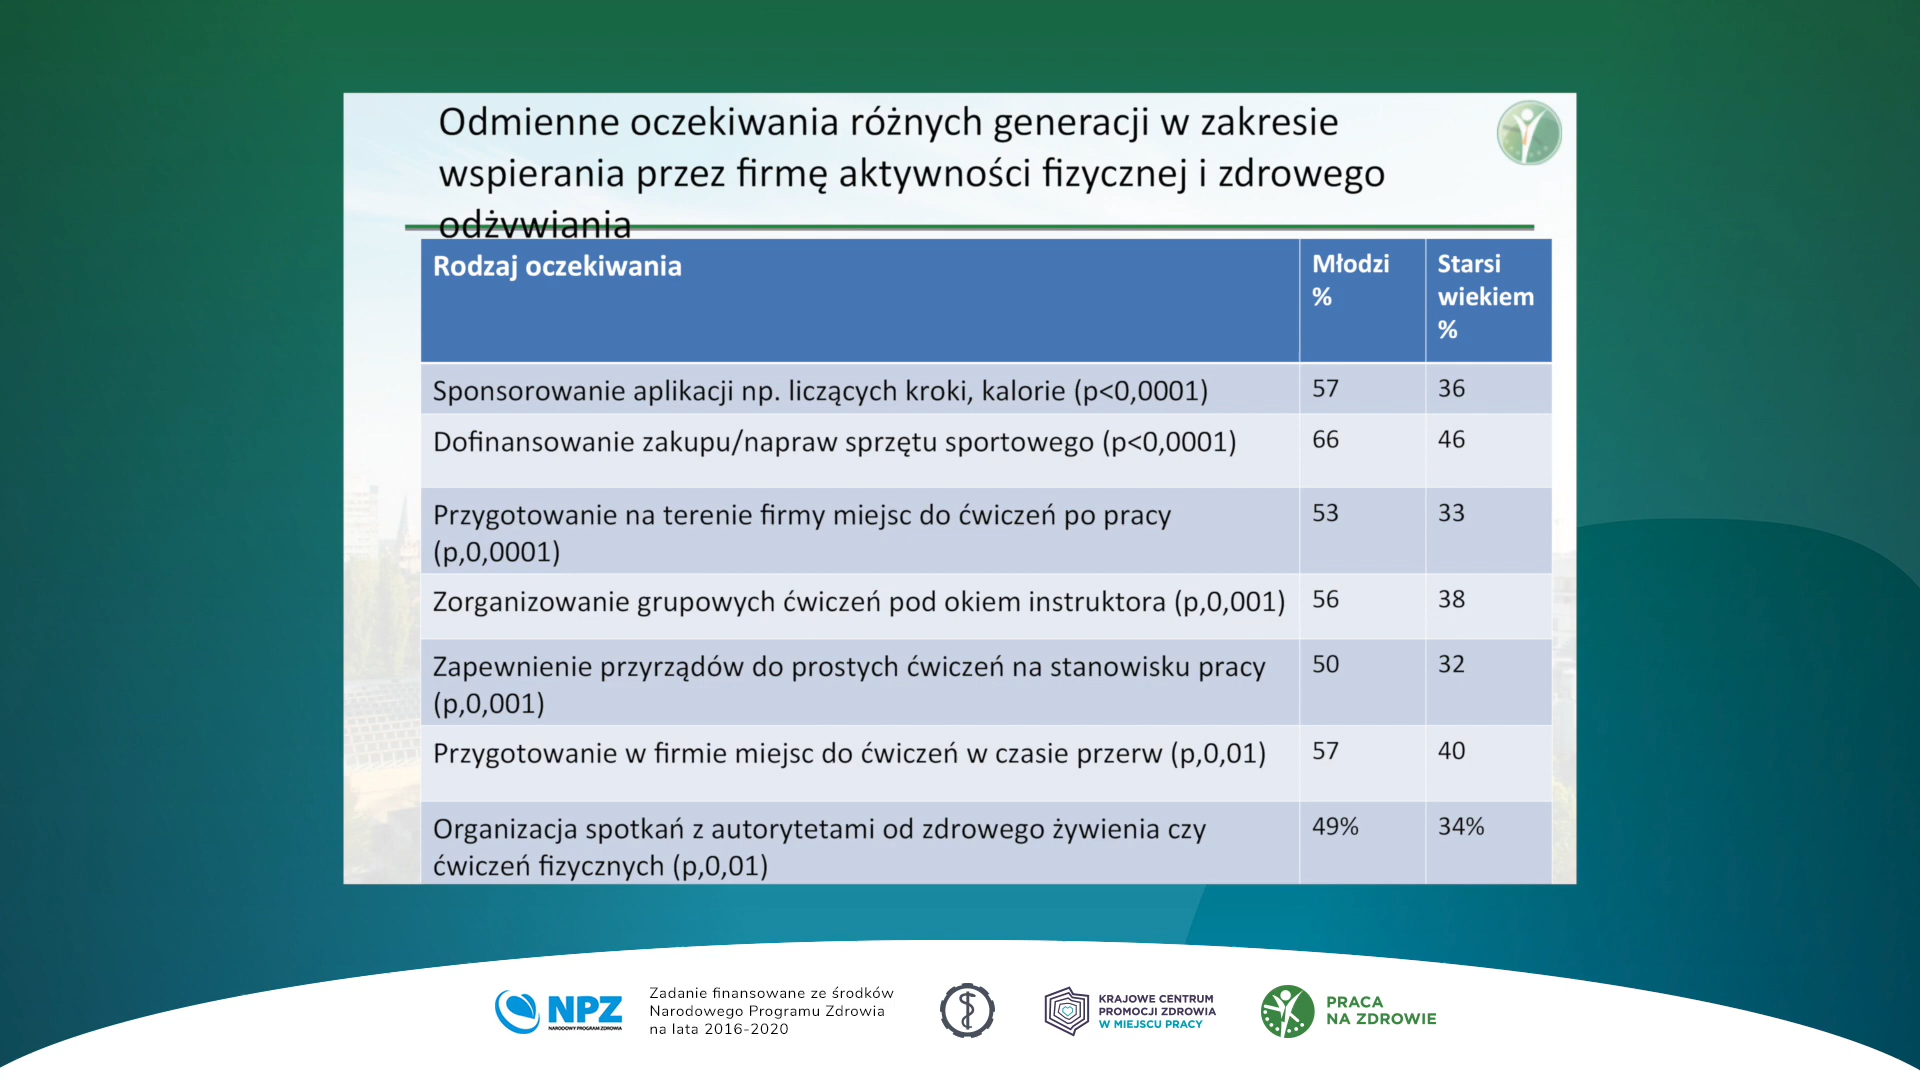 Odmienne oczekiwania różnych generacji w zakresie
wspierania przez firmę aktywności fizycznej i zdrowego
odżywiania
Rodzaj oczekiwania
Młodzi
%
Starsi
wiekiem
%
Sponsorowanie aplikacji np. liczących kroki, kalorie (p<0,0001)
57
36
Dofinansowanie zakupu/napraw sprzętu sportowego (p<0,0001)
66
46
Przygotowanie na terenie firmy miejsc do ćwiczeń po pracy
(p,0,0001)
53
33
Zorganizowanie grupowych ćwiczeń pod okiem instruktora (p,0,001)
56
38
Zapewnienie przyrządów do prostych ćwiczeń na stanowisku pracy
(p,0,001)
50
32
Przygotowanie w firmie miejsc do ćwiczeń w czasie przerw (p,0,01)
57
40
Organizacja spotkań z autorytetami od zdrowego żywienia czy
ćwiczeń fizycznych (p,0,01)
49%
34%
NPZ
NARODOWY PROGRAM ZDROWIA
Zadanie finansowane ze środków
Narodowego Programu Zdrowia
na lata 2016-2020
KRAJOWE CENTRUM
PROMOCJI ZDROWIA
W MIEJSCU PRACY
PRACA
NA ZDROWIE